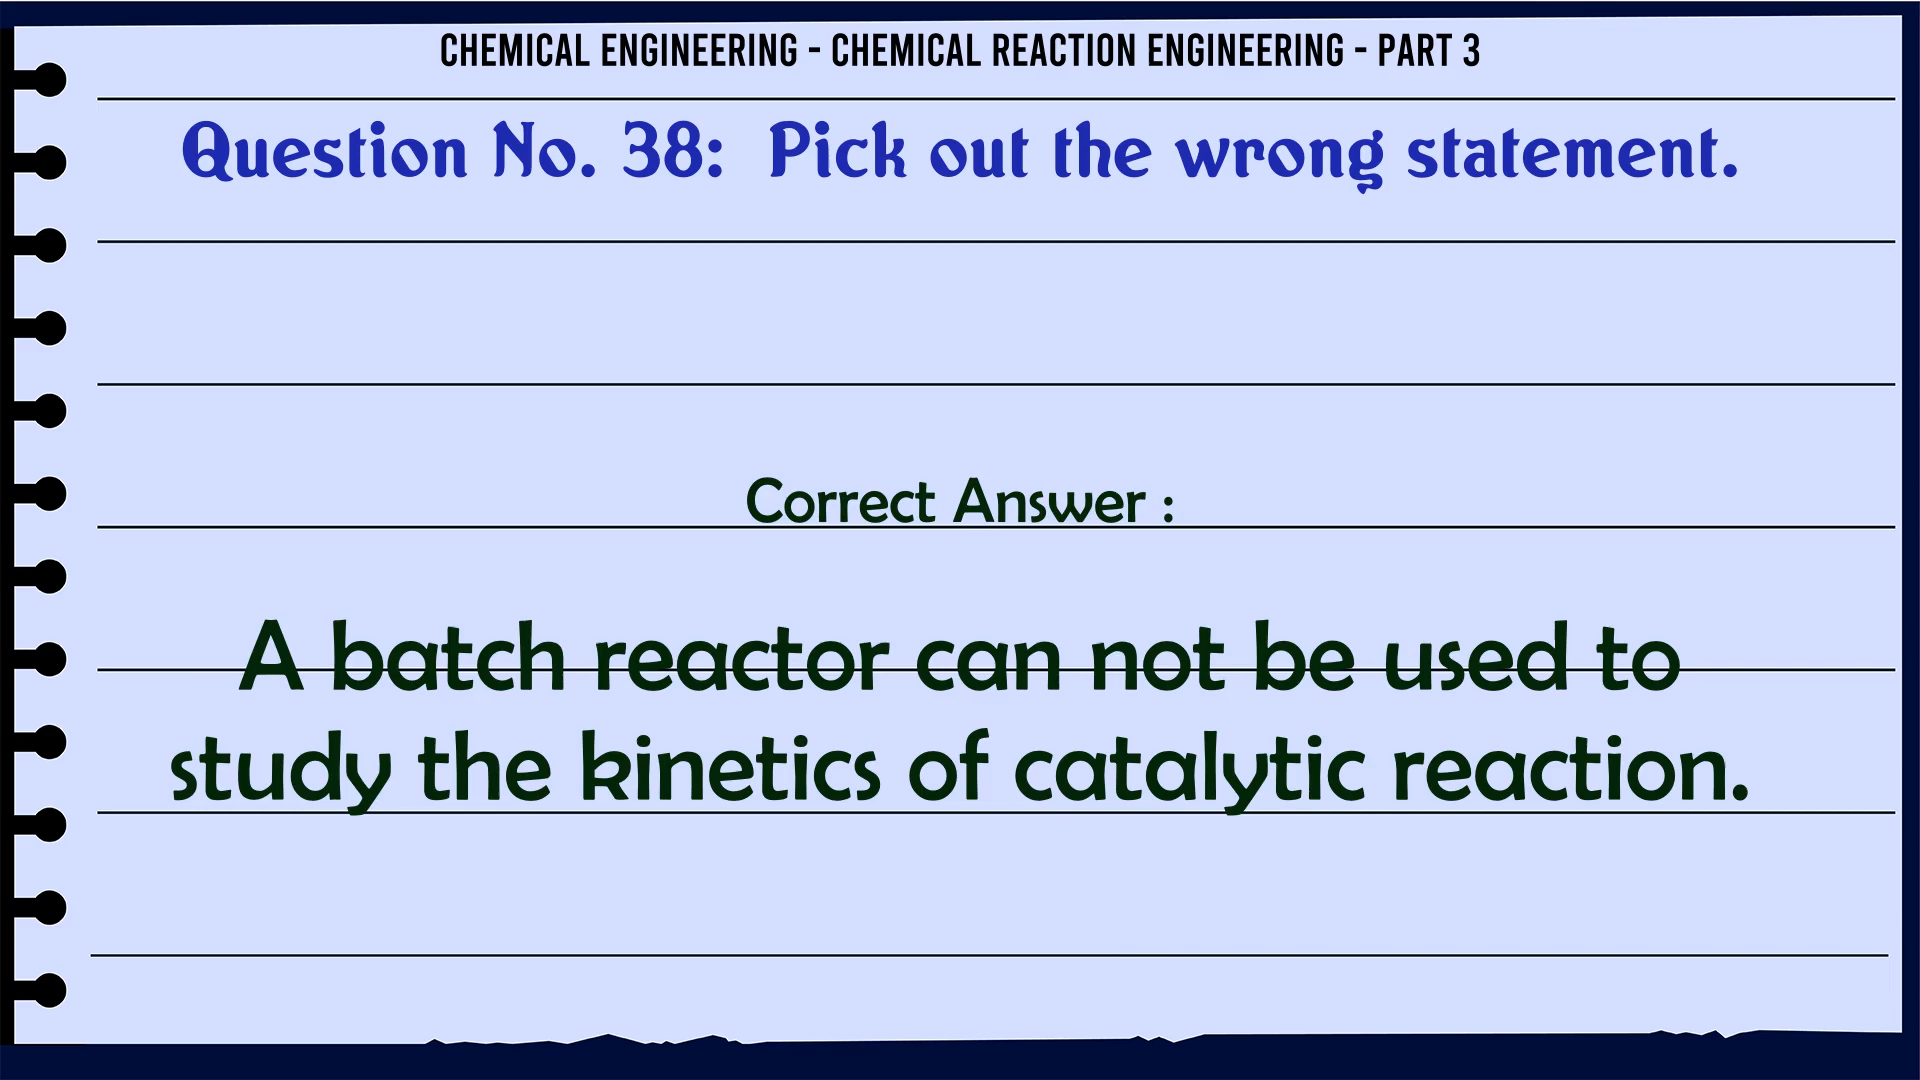 CHEMICAL ENGINEERING - CHEMICAL REACTION ENGINEERING - PART 3
Question No. 38: Pick out the wrong statement.
Correct Answer :
A batch reactor can not be used to
study the kinetics of catalytic reaction.